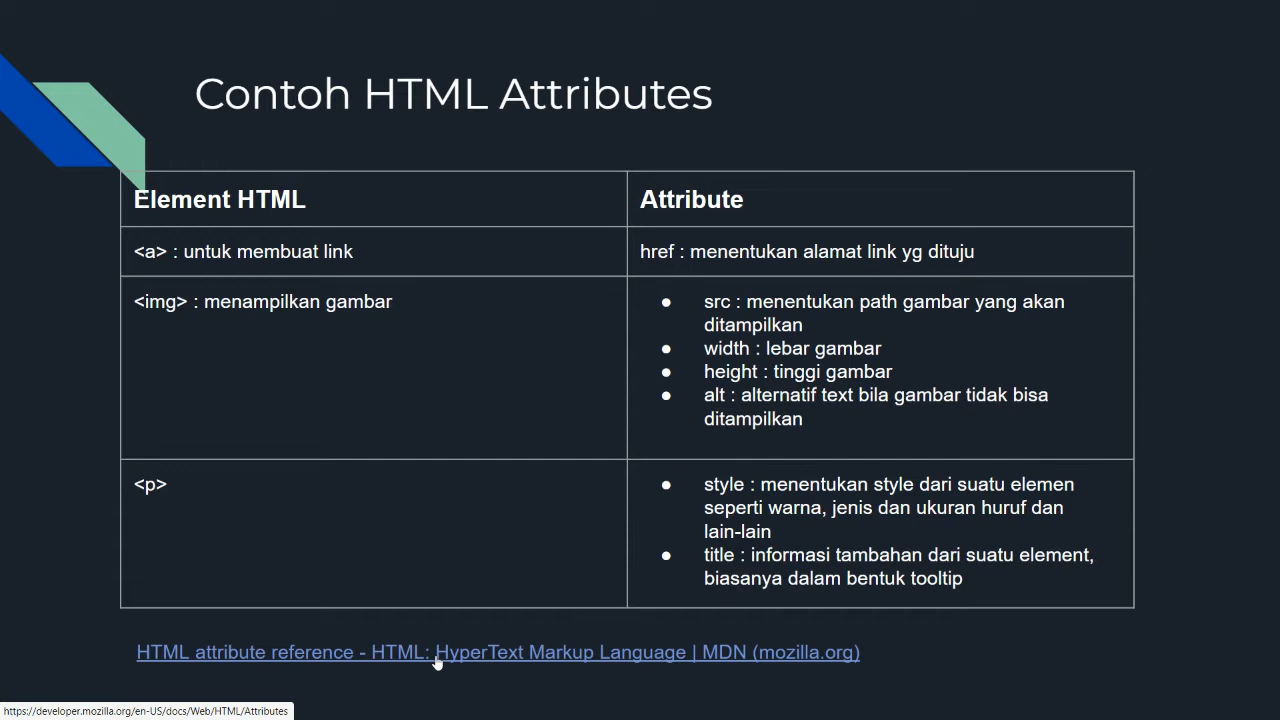 Contoh HTML Attributes
Element HTML
Attribute
<a> : untuk membuat link
href : menentukan alamat link yg dituju
<img> : menampilkan gambar
● src : menentukan path gambar yang akan
ditampilkan
● width : lebar gambar
● height : tinggi gambar
● alt : alternatif text bila gambar tidak bisa
ditampilkan
<p>
● style : menentukan style dari suatu elemen
seperti warna, jenis dan ukuran huruf dan
lain-lain
● title : informasi tambahan dari suatu element,
biasanya dalam bentuk tooltip
HTML attribute reference - HTML: HyperText Markup Language | MDN (mozilla.org)
https://developer.mozilla.org/en-US/docs/Web/HTML/Attributes